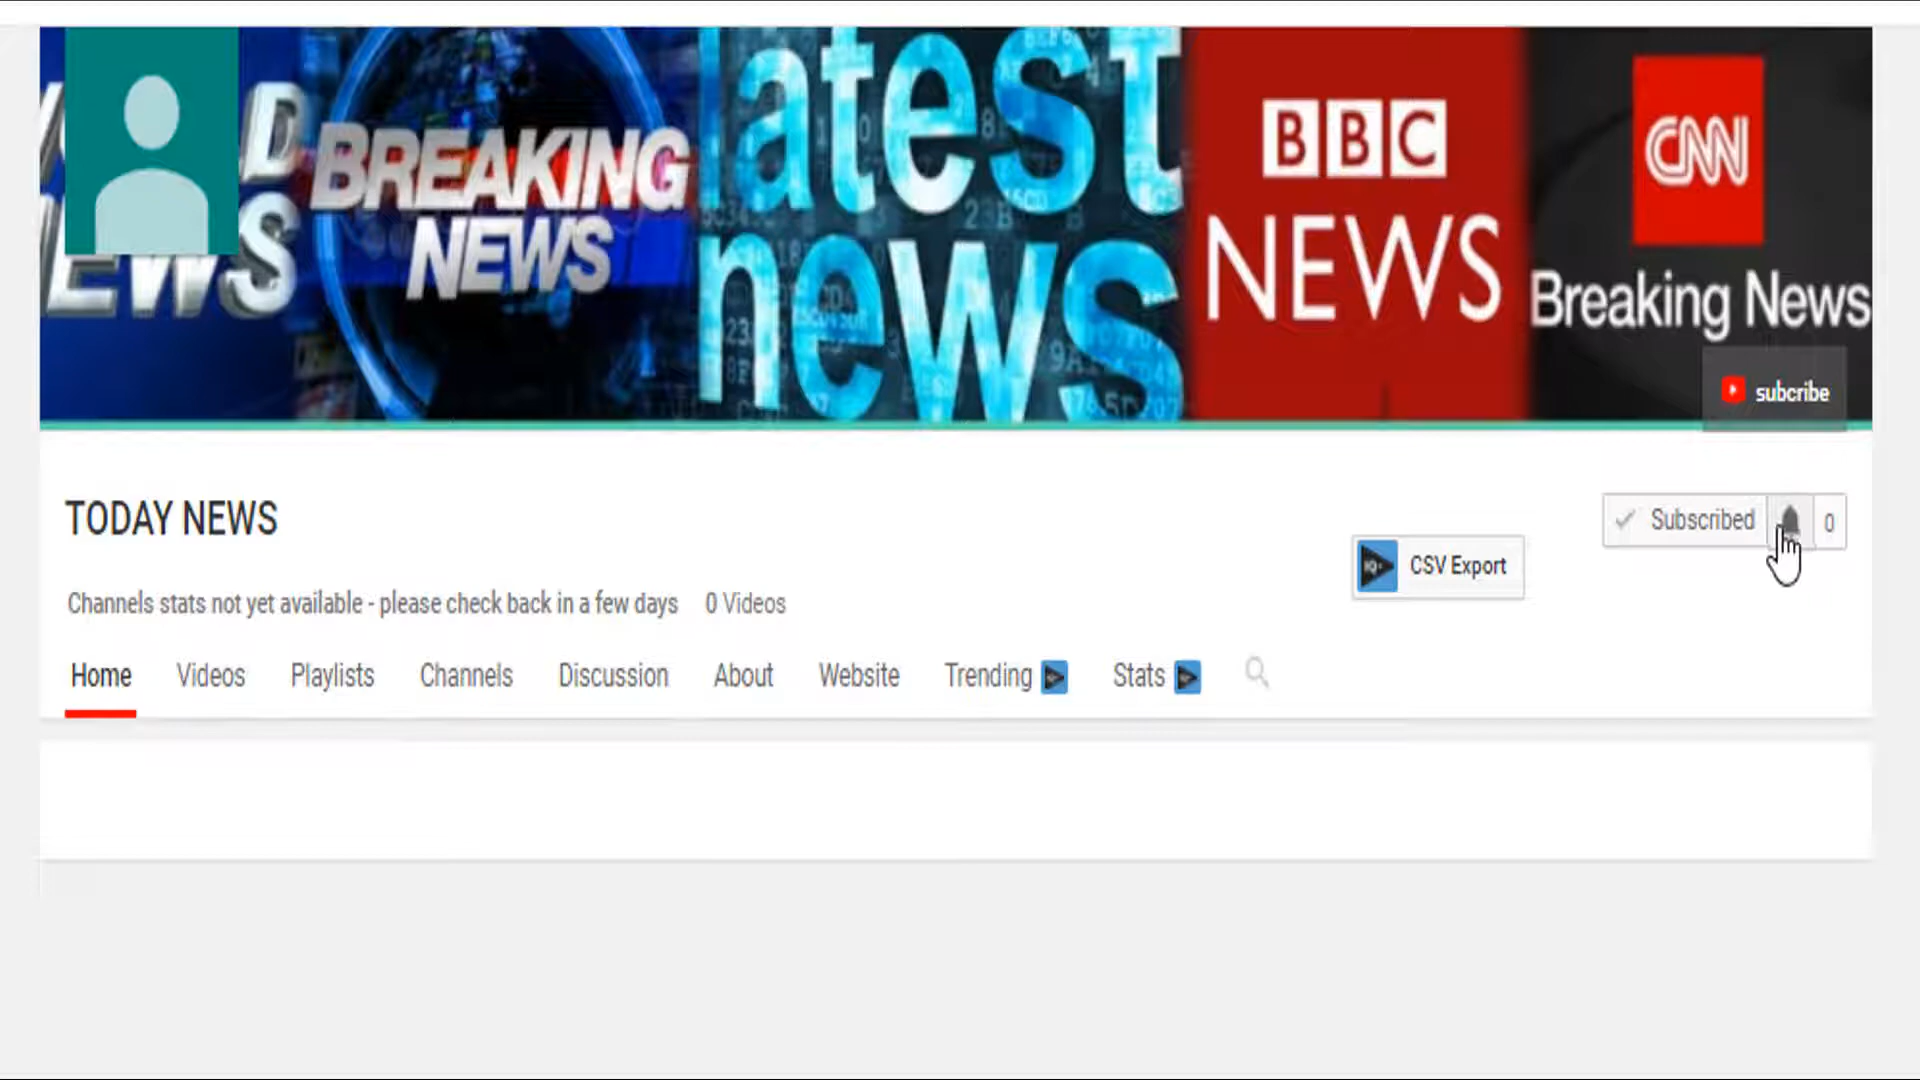 BREAKING
NEWS
latest
news
BBC
NEWS
CNN
Breaking News
subcribe
TODAY NEWS
Subscribed
0
CSV Export
Channels stats not yet available - please check back in a few days
0 Videos
Home
Videos
Playlists
Channels
Discussion
About
Website
Trending
Stats